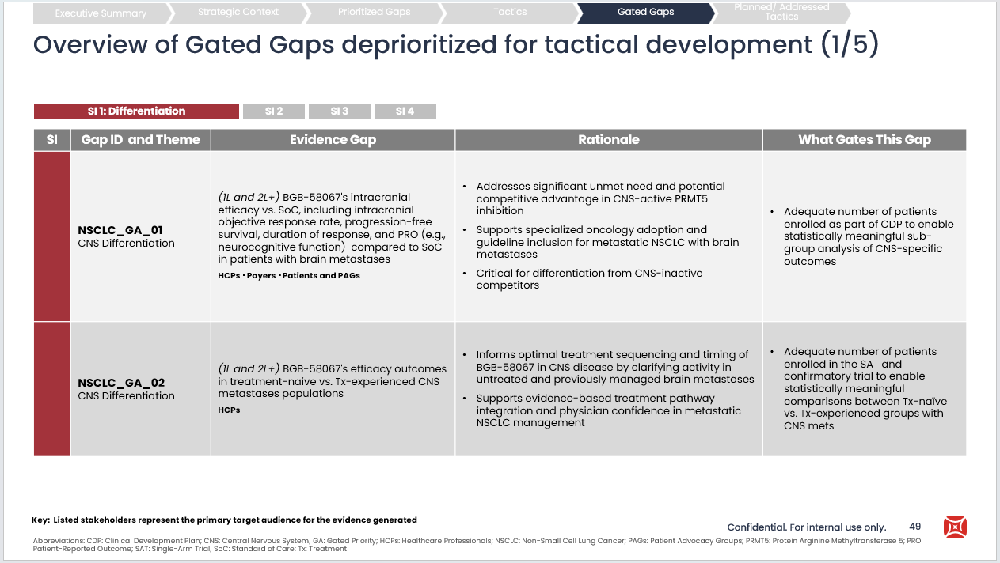 Executive Summary
Strategic Context
Prioritized Gaps
Tactics
Gated Gaps
Planned/ Addressed
Tactics
Overview of Gated Gaps deprioritized for tactical development (1/5)
SI 1: Differentiation
SI 2
SI 3
SI 4
SI
Gap ID and Theme
Evidence Gap
Rationale
What Gates This Gap
NSCLC_GA_01
CNS Differentiation
(1L and 2L+) BGB-58067's intracranial
efficacy vs. SoC, including intracranial
objective response rate, progression-free
survival, duration of response, and PRO (e.g.,
neurocognitive function) compared to SoC
in patients with brain metastases
HCPs • Payers • Patients and PAGs
• Addresses significant unmet need and potential
competitive advantage in CNS-active PRMT5
inhibition
• Supports specialized oncology adoption and
guideline inclusion for metastatic NSCLC with brain
metastases
• Critical for differentiation from CNS-inactive
competitors
• Adequate number of patients
enrolled as part of CDP to enable
statistically meaningful sub-
group analysis of CNS-specific
outcomes
NSCLC_GA_02
CNS Differentiation
(1L and 2L+) BGB-58067's efficacy outcomes
in treatment-naive vs. Tx-experienced CNS
metastases populations
HCPs
• Informs optimal treatment sequencing and timing of
BGB-58067 in CNS disease by clarifying activity in
untreated and previously managed brain metastases
• Supports evidence-based treatment pathway
integration and physician confidence in metastatic
NSCLC management
• Adequate number of patients
enrolled in the SAT and
confirmatory trial to enable
statistically meaningful
comparisons between Tx-naïve
vs. Tx-experienced groups with
CNS mets
Key: Listed stakeholders represent the primary target audience for the evidence generated
Confidential. For internal use only.
49
Abbreviations: CDP: Clinical Development Plan; CNS: Central Nervous System; GA: Gated Priority; HCPs: Healthcare Professionals; NSCLC: Non-Small Cell Lung Cancer; PAGs: Patient Advocacy Groups; PRMT5: Protein Arginine Methyltransferase 5; PRO:
Patient-Reported Outcome; SAT: Single-Arm Trial; SoC: Standard of Care; Tx: Treatment